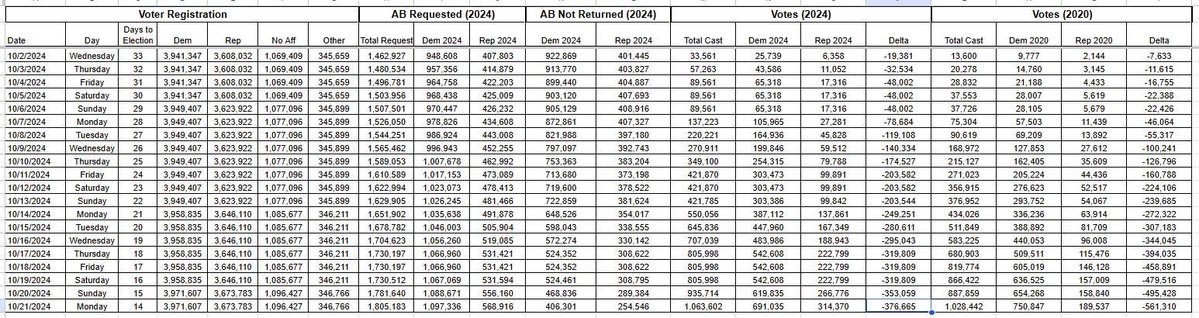 Voter Registration AB Requested (2024) AB Not Returned (2024) Votes (2024) Votes (2020)
Date Day Days to Election Dem Rep No Aff Other Total Request Dem 2024 Rep 2024 Dem 2024 Rep 2024 Total Cast Dem 2024 Rep 2024 Delta Total Cast Dem 2020 Rep 2020 Delta
10/2/2024 Wednesday 33 3,941,347 3,608,032 1,069,409 345,659 1,462,927 948,608 407,803 922,869 401,445 33,561 25,739 6,358 -19,381 13,600 9,777 2,144 -7,633
10/3/2024 Thursday 32 3,941,347 3,608,032 1,069,409 345,659 1,480,534 957,356 414,879 913,770 403,827 57,263 43,586 11,052 -32,534 20,278 14,760 3,145 -11,615
10/4/2024 Friday 31 3,941,347 3,608,032 1,069,409 345,659 1,496,781 964,758 422,203 899,440 404,887 89,561 65,318 17,316 -48,002 28,832 21,188 4,433 -16,755
10/5/2024 Saturday 30 3,941,347 3,608,032 1,069,409 345,659 1,503,956 968,438 425,009 903,120 407,693 89,561 65,318 17,316 -48,002 37,553 28,007 5,619 -22,388
10/6/2024 Sunday 29 3,949,407 3,623,922 1,077,096 345,899 1,507,501 970,447 426,232 905,129 408,916 89,561 65,318 17,316 -48,002 37,726 28,105 5,679 -22,426
10/7/2024 Monday 28 3,949,407 3,623,922 1,077,096 345,899 1,526,050 978,826 434,608 872,861 407,327 137,223 105,965 27,281 -78,684 75,304 57,503 11,439 -46,064
10/8/2024 Tuesday 27 3,949,407 3,623,922 1,077,096 345,899 1,544,251 986,924 443,008 821,988 397,180 220,221 164,936 45,828 -119,108 90,619 69,209 13,892 -55,317
10/9/2024 Wednesday 26 3,949,407 3,623,922 1,077,096 345,899 1,565,462 996,943 452,255 797,097 392,743 270,911 199,846 59,512 -140,334 168,972 127,853 27,612 -100,241
10/10/2024 Thursday 25 3,949,407 3,623,922 1,077,096 345,899 1,589,053 1,007,678 462,992 753,363 383,204 349,100 254,315 79,788 -174,527 215,127 162,405 35,609 -126,796
10/11/2024 Friday 24 3,949,407 3,623,922 1,077,096 345,899 1,610,589 1,017,153 473,089 713,680 373,198 421,870 303,473 99,891 -203,582 271,023 205,224 44,436 -160,788
10/12/2024 Saturday 23 3,949,407 3,623,922 1,077,096 345,899 1,622,994 1,023,073 478,413 719,600 378,522 421,870 303,473 99,891 -203,582 356,915 276,623 52,517 -224,106
10/13/2024 Sunday 22 3,949,407 3,623,922 1,077,096 345,899 1,629,905 1,026,245 481,466 722,859 381,624 421,785 303,386 99,842 -203,544 376,952 293,752 54,067 -239,685
10/14/2024 Monday 21 3,958,835 3,646,110 1,085,677 346,211 1,651,902 1,035,638 491,878 648,526 354,017 550,056 387,112 137,861 -249,251 434,026 336,236 63,914 -272,322
10/15/2024 Tuesday 20 3,958,835 3,646,110 1,085,677 346,211 1,678,782 1,046,003 505,904 598,043 338,555 645,836 447,960 167,349 -280,611 511,849 388,892 81,709 -307,183
10/16/2024 Wednesday 19 3,958,835 3,646,110 1,085,677 346,211 1,704,623 1,056,260 519,085 572,274 330,142 707,039 483,986 188,943 -295,043 583,225 440,053 96,008 -344,045
10/17/2024 Thursday 18 3,958,835 3,646,110 1,085,677 346,211 1,730,197 1,066,960 531,421 524,352 308,622 805,998 542,608 222,799 -319,809 680,903 509,511 115,476 -394,035
10/18/2024 Friday 17 3,958,835 3,646,110 1,085,677 346,211 1,730,197 1,066,960 531,421 524,352 308,622 805,998 542,608 222,799 -319,809 819,774 605,019 146,128 -458,891
10/19/2024 Saturday 16 3,958,835 3,646,110 1,085,677 346,211 1,730,512 1,067,069 531,594 524,461 308,795 805,998 542,608 222,799 -319,809 866,422 636,525 157,009 -479,516
10/20/2024 Sunday 15 3,971,607 3,673,783 1,096,427 346,766 1,781,640 1,088,671 556,160 468,836 289,384 935,714 619,835 266,776 -353,059 887,859 654,268 158,840 -495,428
10/21/2024 Monday 14 3,971,607 3,673,783 1,096,427 346,766 1,805,183 1,097,336 568,916 406,301 254,546 1,063,602 691,035 314,370 -376,665 1,028,442 750,847 189,537 -561,310